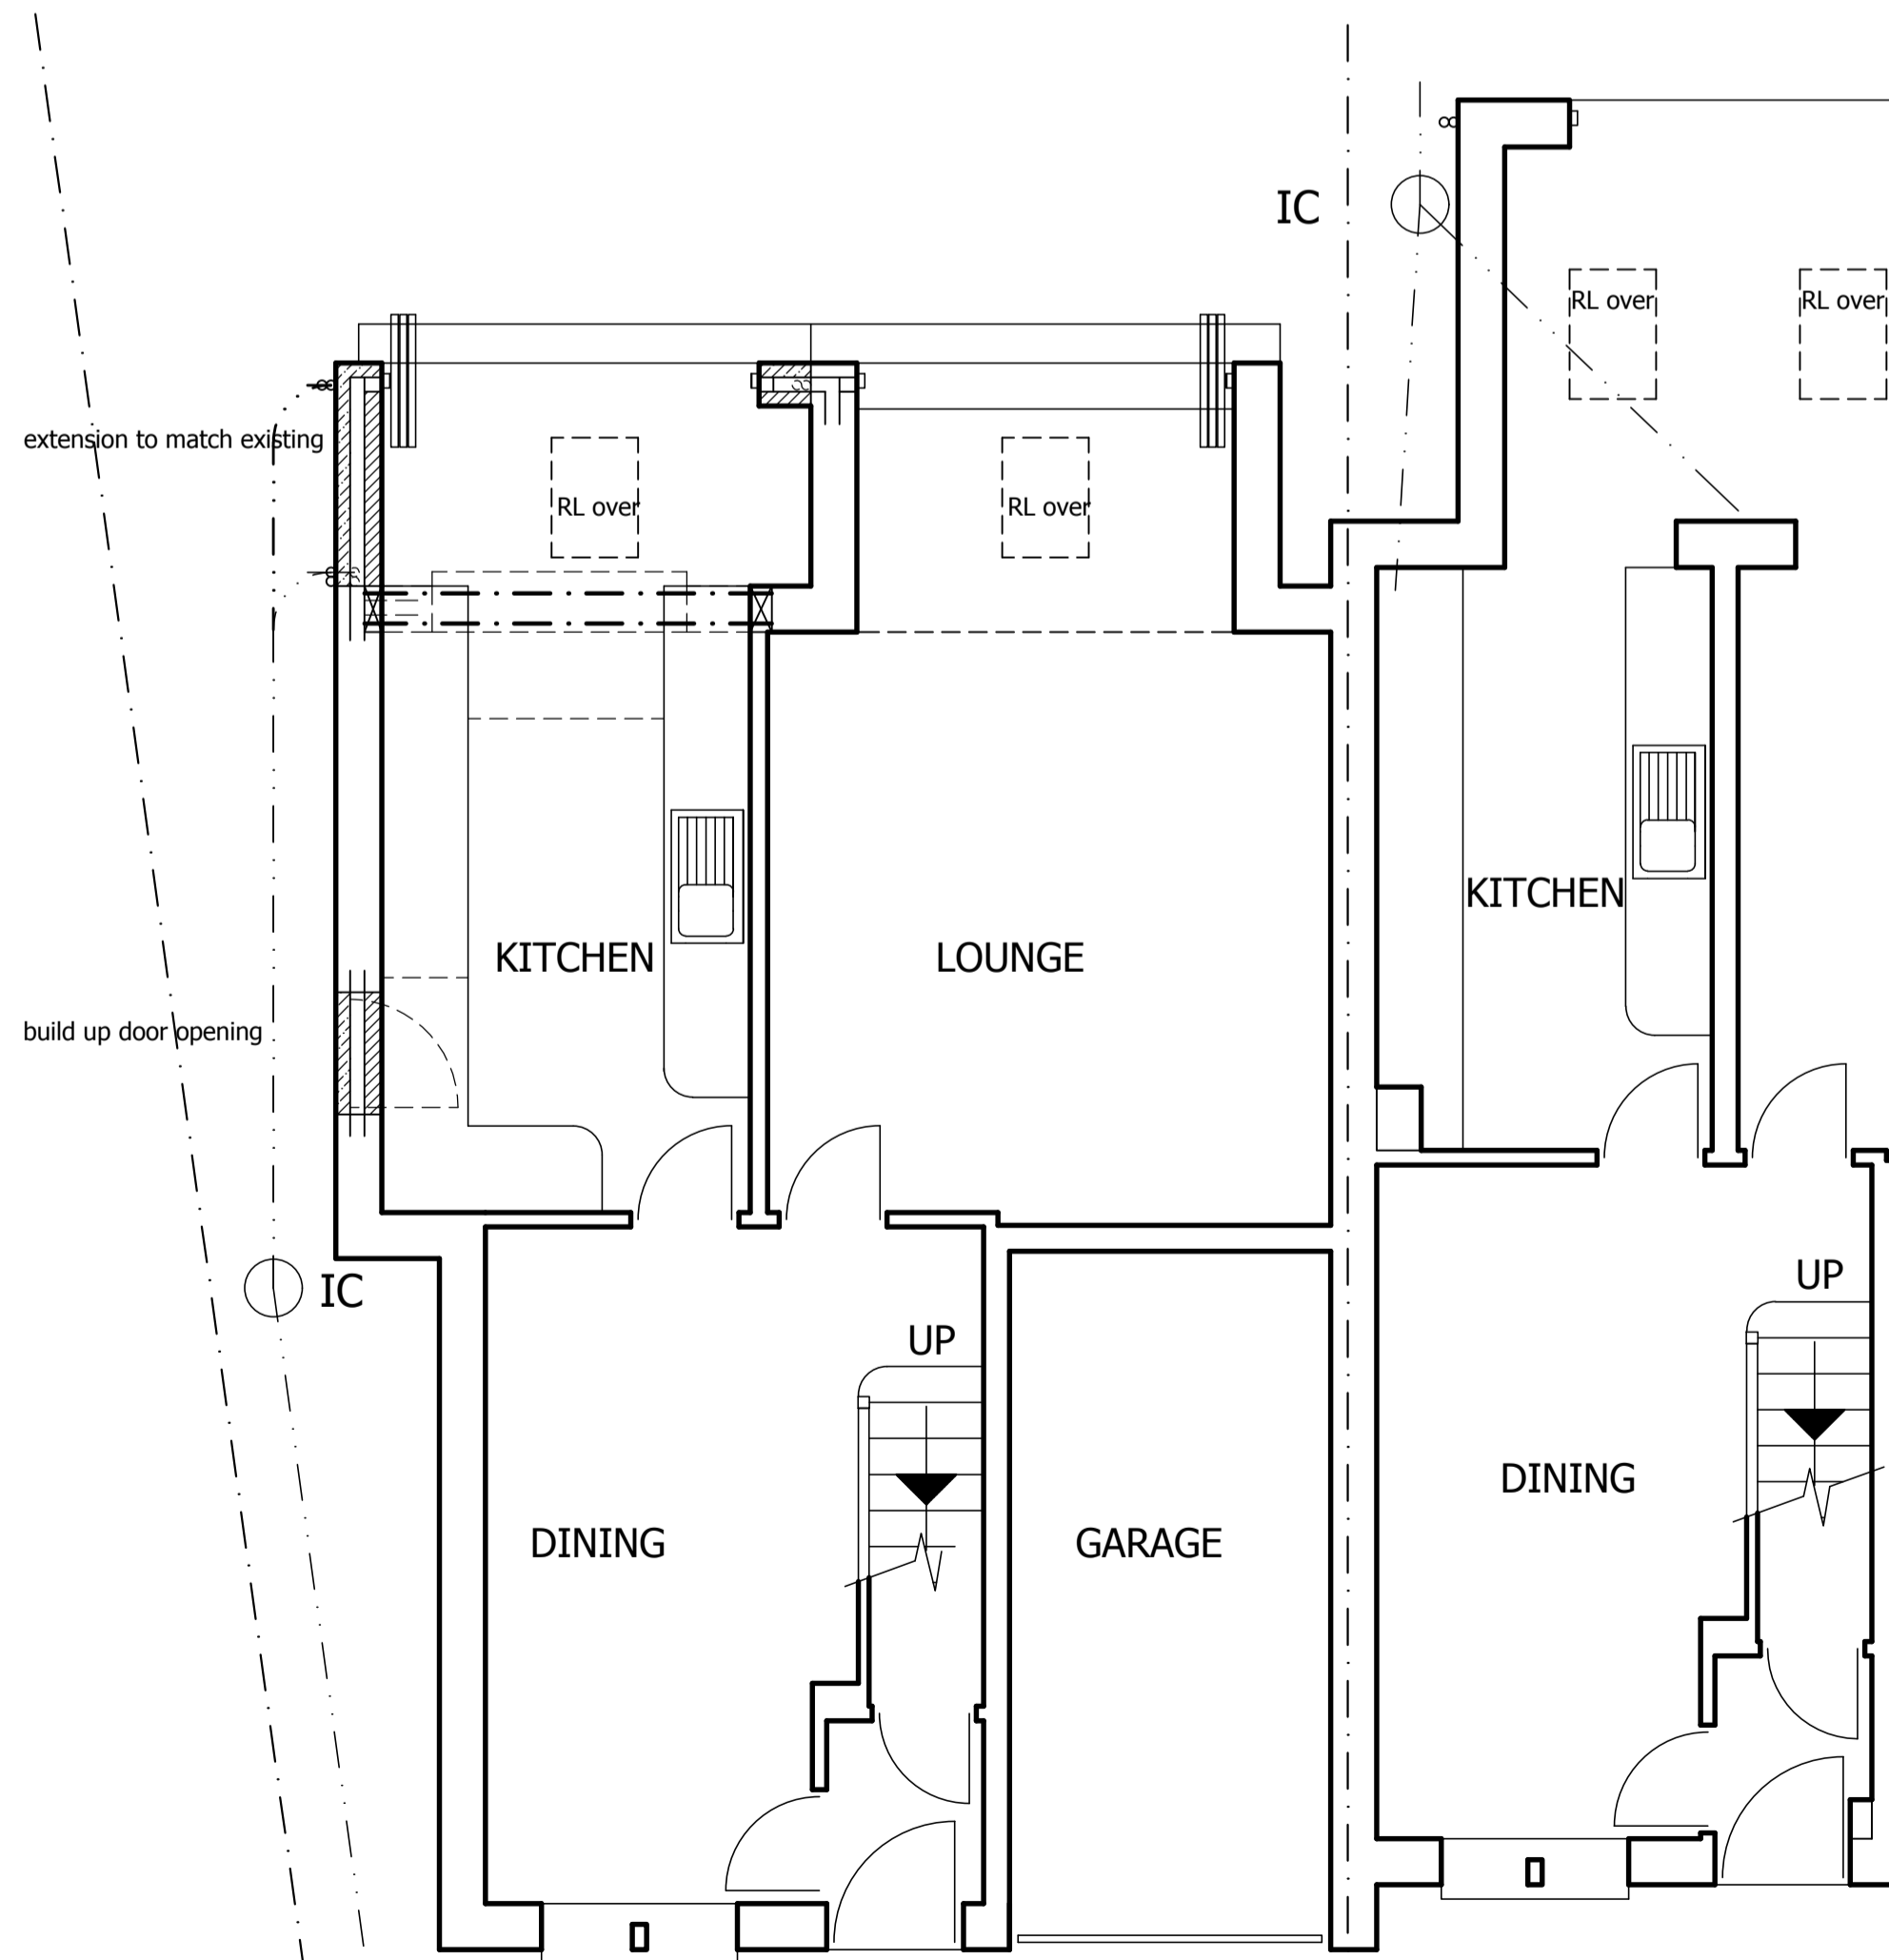 IC
RL over
RL over
extension to match existing
RL over
RL over
KITCHEN
KITCHEN
LOUNGE
build up door opening
UP
IC
UP
DINING
DINING
GARAGE